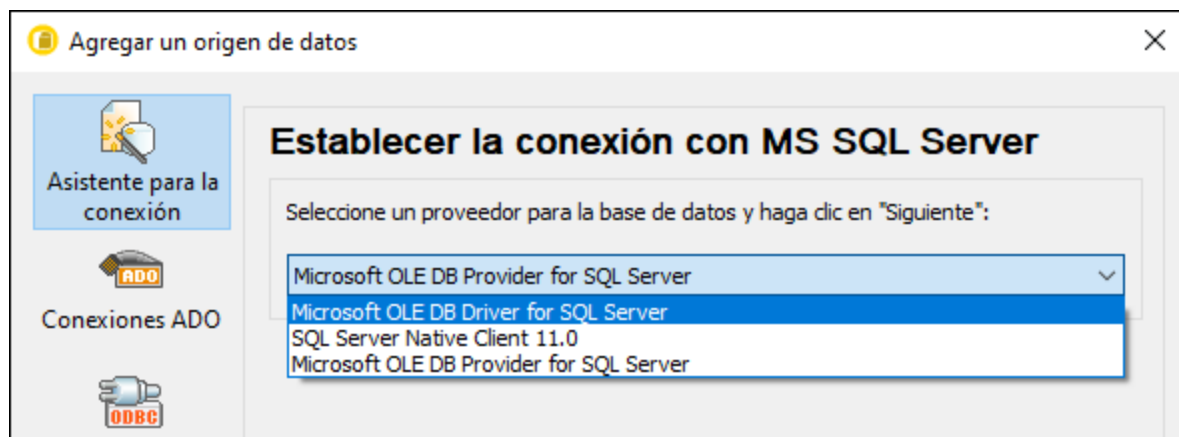 Agregar un origen de datos
Asistente para la
conexión
ADO
Conexiones ADO
ODBC
Establecer la conexión con MS SQL Server
Seleccione un proveedor para la base de datos y haga clic en "Siguiente":
Microsoft OLE DB Provider for SQL Server
Microsoft OLE DB Driver for SQL Server
SQL Server Native Client 11.0
Microsoft OLE DB Provider for SQL Server